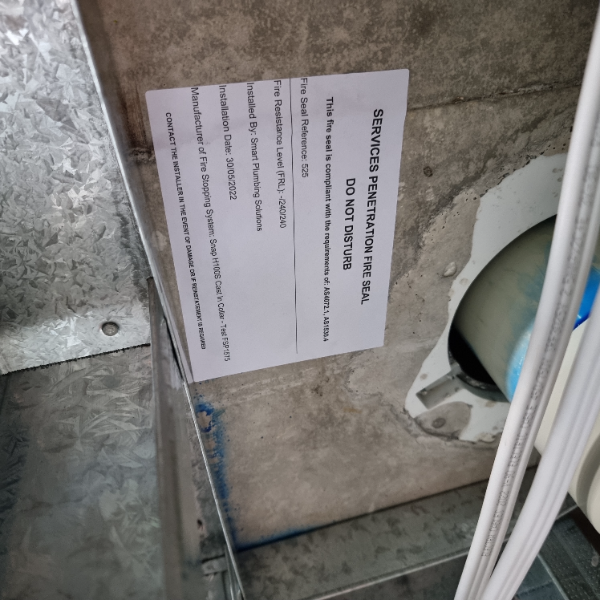 SERVICES PENETRATION FIRE SEAL
DO NOT DISTURB
This fire seal is compliant with the requirements of: AS4072.1, AS1530.4
Fire Seal Reference: 525
Fire Resistance Level (FRL): -/240/240
Installed By: Smart Plumbing Solutions
Installation Date: 30/05/2022
Manufacturer of Fire Stopping System: Snap H100S Cast In Collar - Test FSP1875
CONTACT THE INSTALLER IN THE EVENT OF DAMAGE OR IF REINSTATEMENT IS REQUIRED